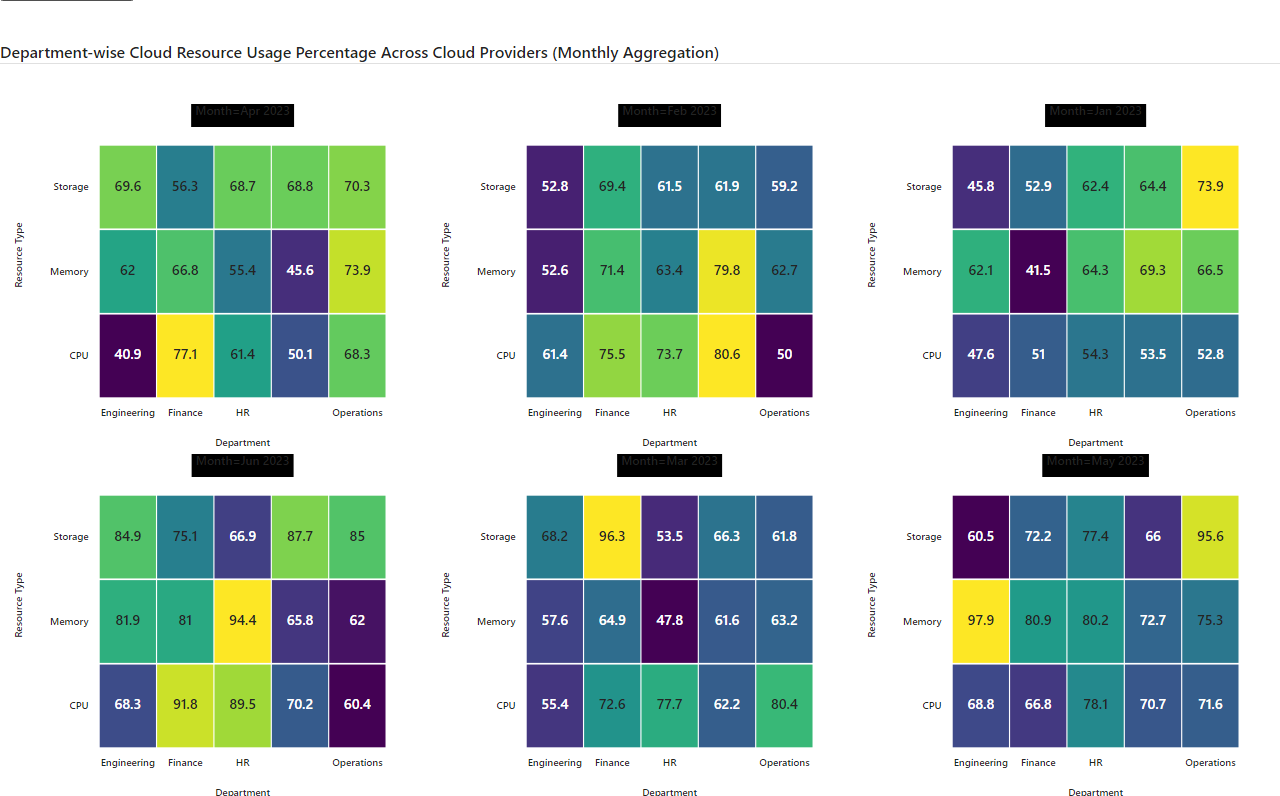 Department-wise Cloud Resource Usage Percentage Across Cloud Providers (Monthly Aggregation)
Month=Apr 2023
Month=Feb 2023
Month=Jan 2023
Resource Type
Storage
69.6 56.3 68.7 68.8 70.3
Memory
62 66.8 55.4 45.6 73.9
CPU
40.9 77.1 61.4 50.1 68.3
Engineering Finance HR Operations
Department
Resource Type
Storage
52.8 69.4 61.5 61.9 59.2
Memory
52.6 71.4 63.4 79.8 62.7
CPU
61.4 75.5 73.7 80.6 50
Engineering Finance HR Operations
Department
Resource Type
Storage
45.8 52.9 62.4 64.4 73.9
Memory
62.1 41.5 64.3 69.3 66.5
CPU
47.6 51 54.3 53.5 52.8
Engineering Finance HR Operations
Department
Month=Jun 2023
Month=Mar 2023
Month=May 2023
Resource Type
Storage
84.9 75.1 66.9 87.7 85
Memory
81.9 81 94.4 65.8 62
CPU
68.3 91.8 89.5 70.2 60.4
Engineering Finance HR Operations
Department
Resource Type
Storage
68.2 96.3 53.5 66.3 61.8
Memory
57.6 64.9 47.8 61.6 63.2
CPU
55.4 72.6 77.7 62.2 80.4
Engineering Finance HR Operations
Department
Resource Type
Storage
60.5 72.2 77.4 66 95.6
Memory
97.9 80.9 80.2 72.7 75.3
CPU
68.8 66.8 78.1 70.7 71.6
Engineering Finance HR Operations
Department